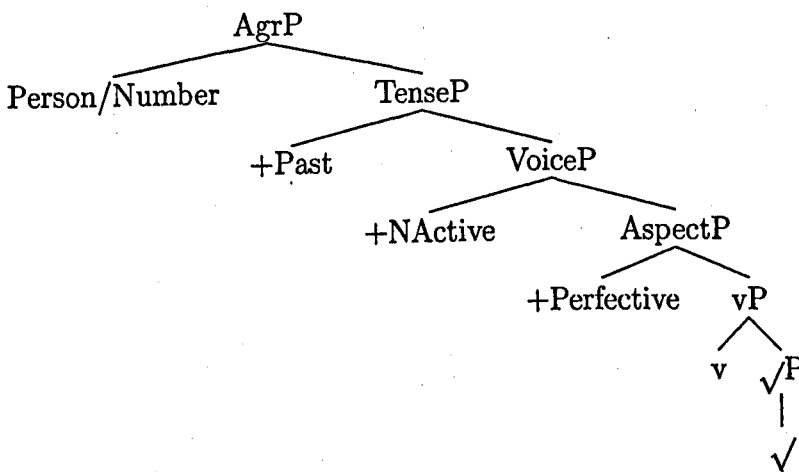 AgrP
Person/Number TenseP
+Past VoiceP
+NActive AspectP
+Perfective vP
v √P
√